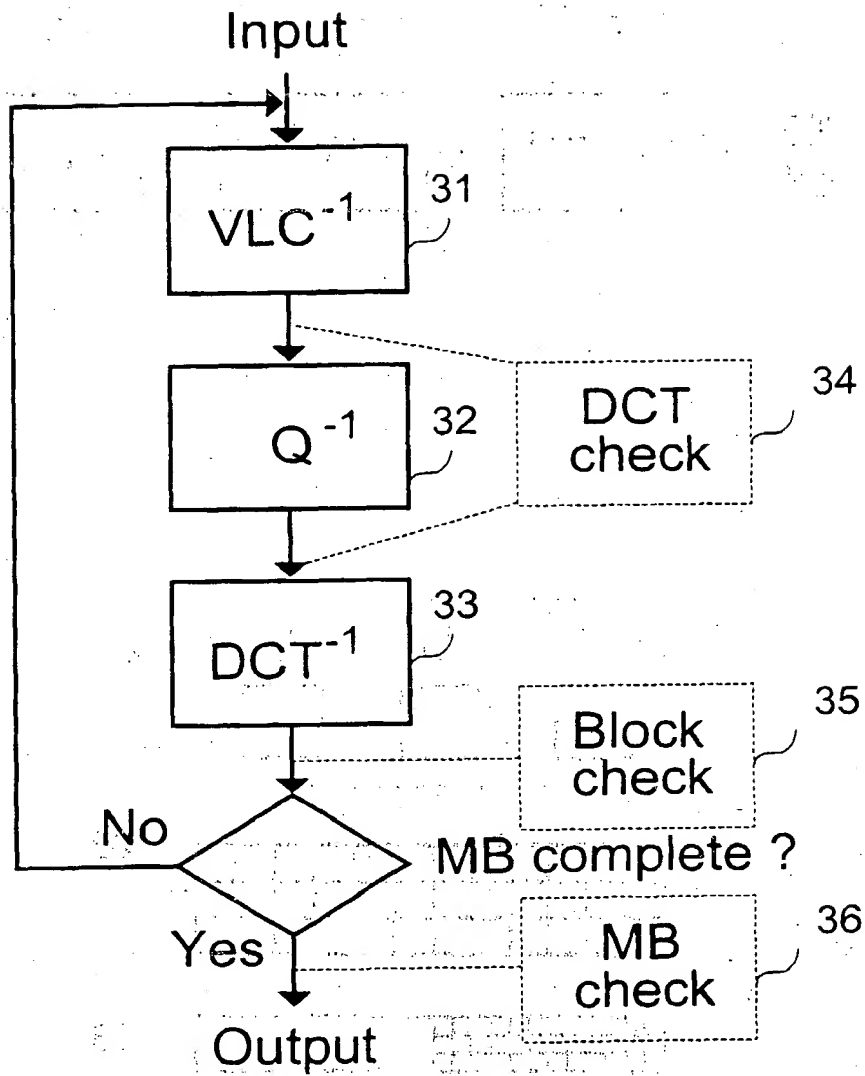 Input
VLC⁻¹
31
Q⁻¹
32
DCT
check
34
DCT⁻¹
33
Block
check
35
No
MB complete ?
Yes
MB
check
36
Output